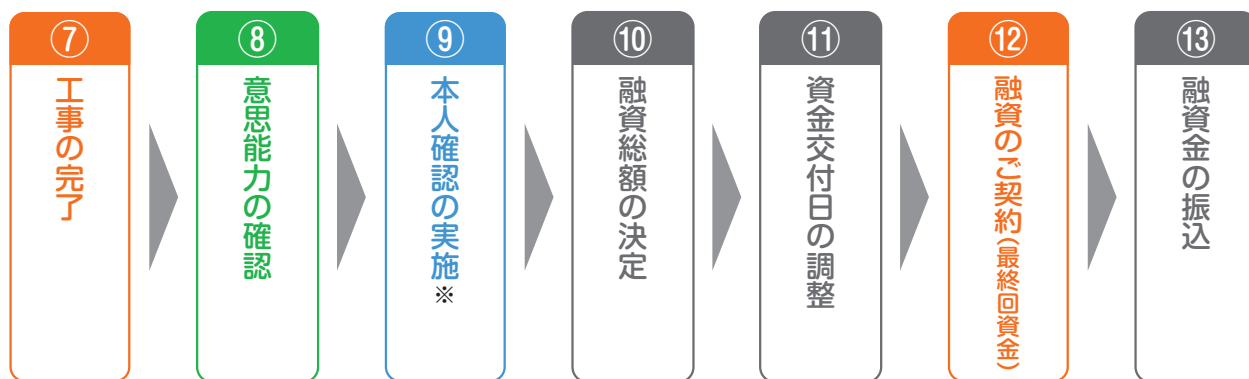 ⑦
工事の完了
⑧
意思能力の確認
⑨
本人確認の実施※
⑩
融資総額の決定
⑪
資金交付日の調整
⑫
融資のご契約(最終回資金)
⑬
融資金の振込